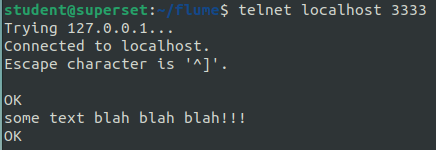 student@superset:~/flume$ telnet localhost 3333
Trying 127.0.0.1...
Connected to localhost.
Escape character is '^]'.
OK
some text blah blah blah!!!
OK